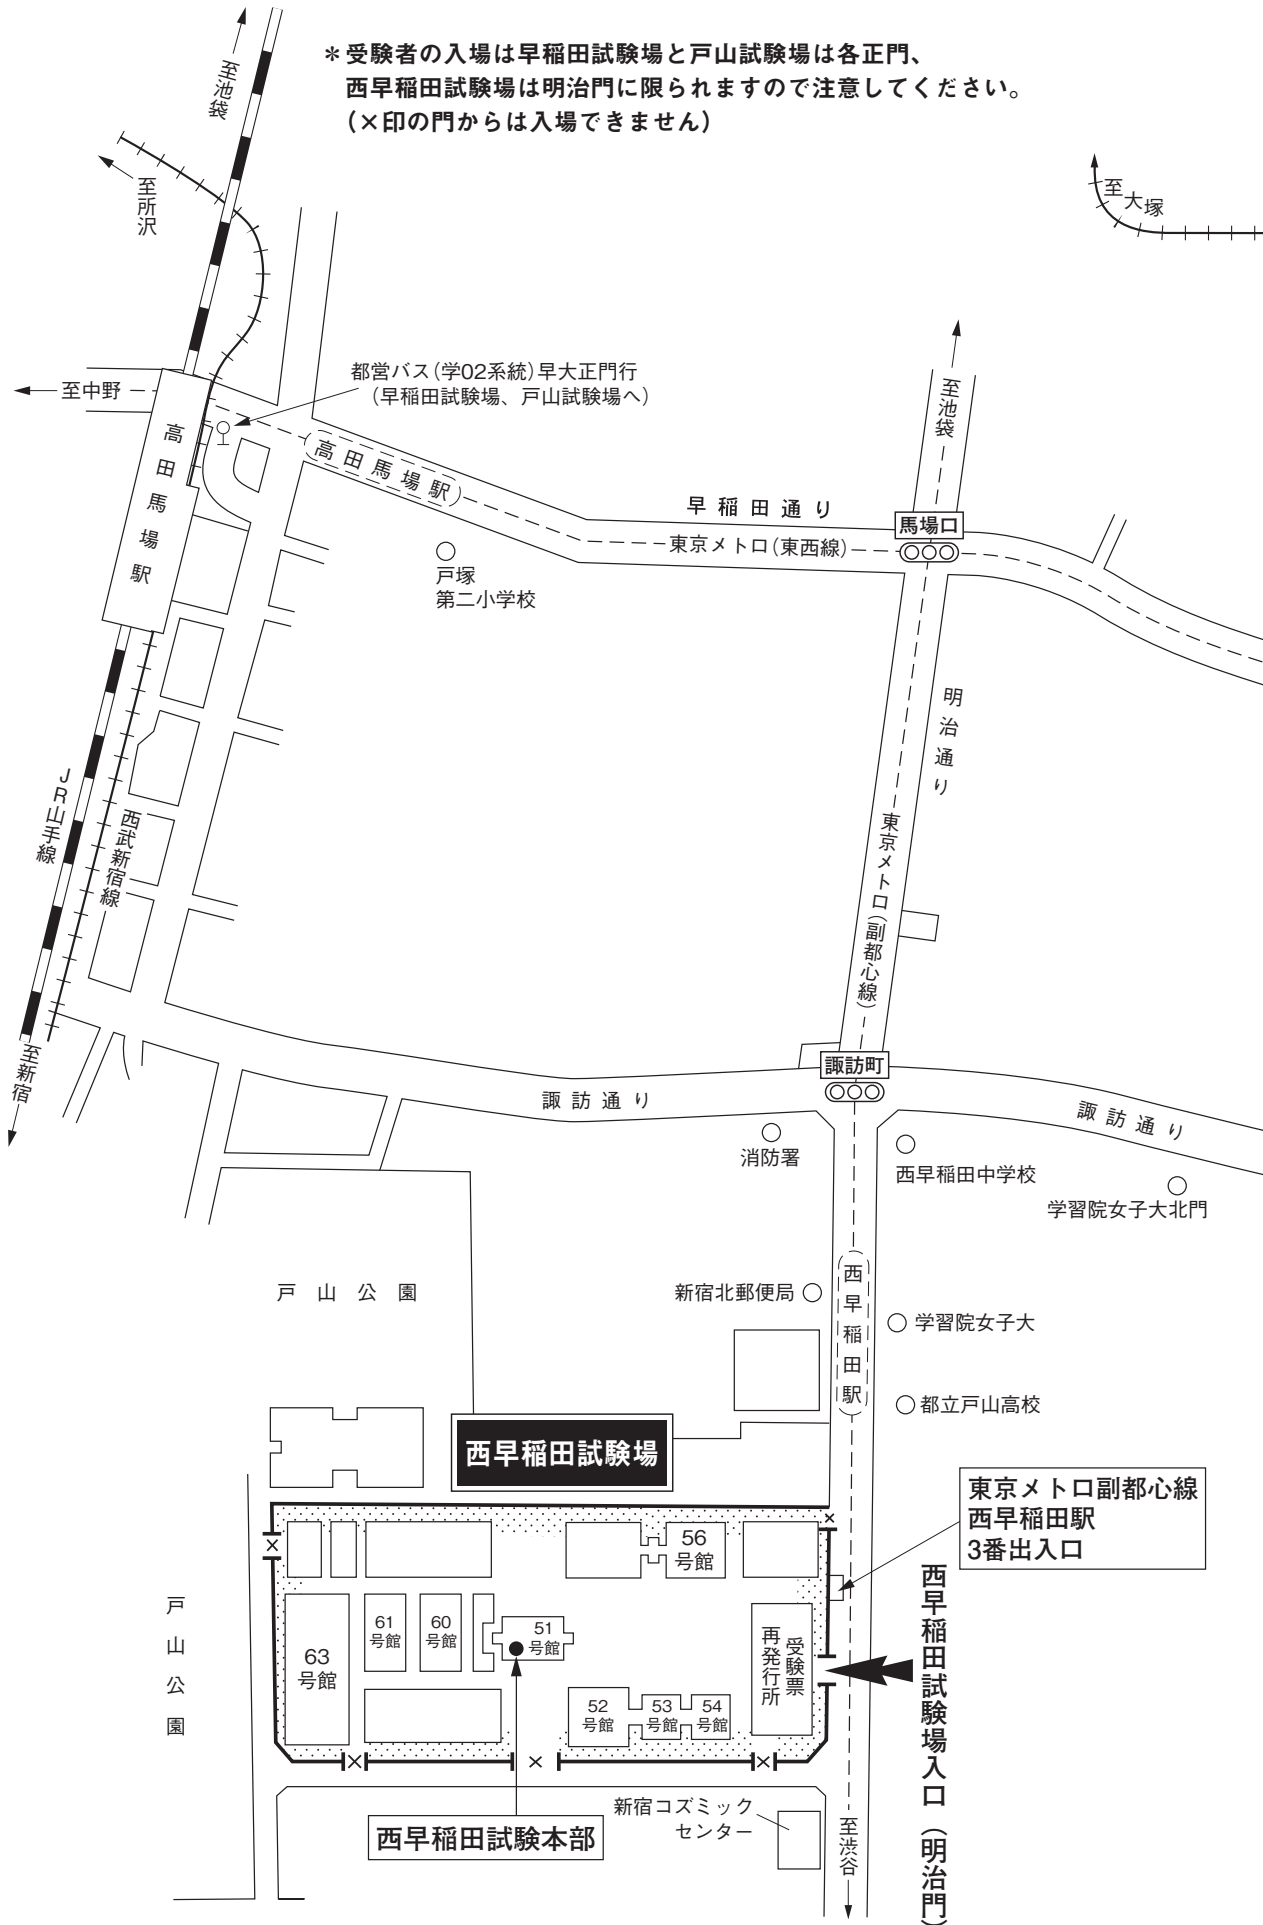 ＊受験者の入場は早稲田試験場と戸山試験場は各正門、
西早稲田試験場は明治門に限られますので注意してください。
（×印の門からは入場できません）
至池袋
至所沢
至大塚
都営バス（学02系統）早大正門行
（早稲田試験場、戸山試験場へ）
至中野
至池袋
高田馬場駅
高田馬場駅
早稲田通り
馬場口
東京メトロ（東西線）
戸塚
第二小学校
明治通り
JR山手線
西武新宿線
東京メトロ（副都心線）
至新宿
諏訪町
諏訪通り
諏訪通り
消防署
西早稲田中学校
学習院女子大北門
戸山公園
新宿北郵便局
西早稲田駅
学習院女子大
都立戸山高校
西早稲田試験場
東京メトロ副都心線
西早稲田駅
3番出入口
×
×
56
号館
戸山公園
63
号館
61
号館
60
号館
51
号館
受験票
再発行所
52
号館
53
号館
54
号館
西早稲田試験場入口（明治門）
×
×
×
西早稲田試験本部
新宿コズミック
センター
至渋谷